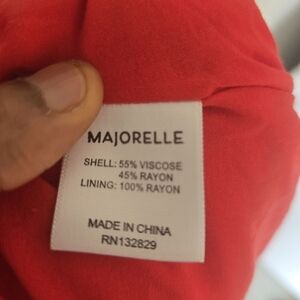 MAJORELLE
SHELL: 55% VISCOSE
45% RAYON
LINING: 100% RAYON
MADE IN CHINA
RN132829